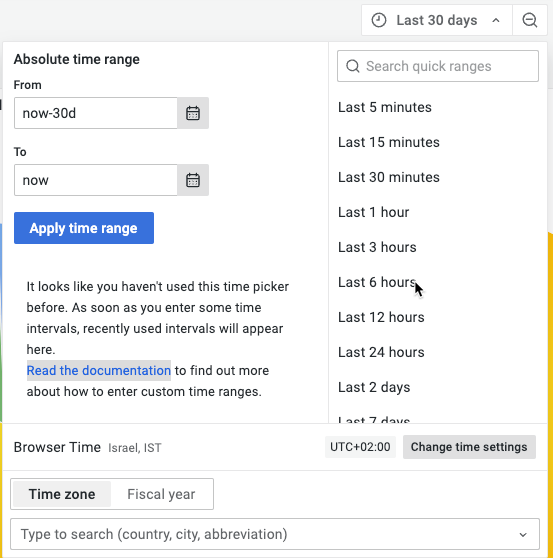 Last 30 days
Absolute time range
From
now-30d
To
now
Apply time range
It looks like you haven't used this time picker
before. As soon as you enter some time
intervals, recently used intervals will appear
here.
Read the documentation to find out more
about how to enter custom time ranges.
Search quick ranges
Last 5 minutes
Last 15 minutes
Last 30 minutes
Last 1 hour
Last 3 hours
Last 6 hours
Last 12 hours
Last 24 hours
Last 2 days
Last 7 days
Browser Time Israel, IST
UTC+02:00
Change time settings
Time zone
Fiscal year
Type to search (country, city, abbreviation)